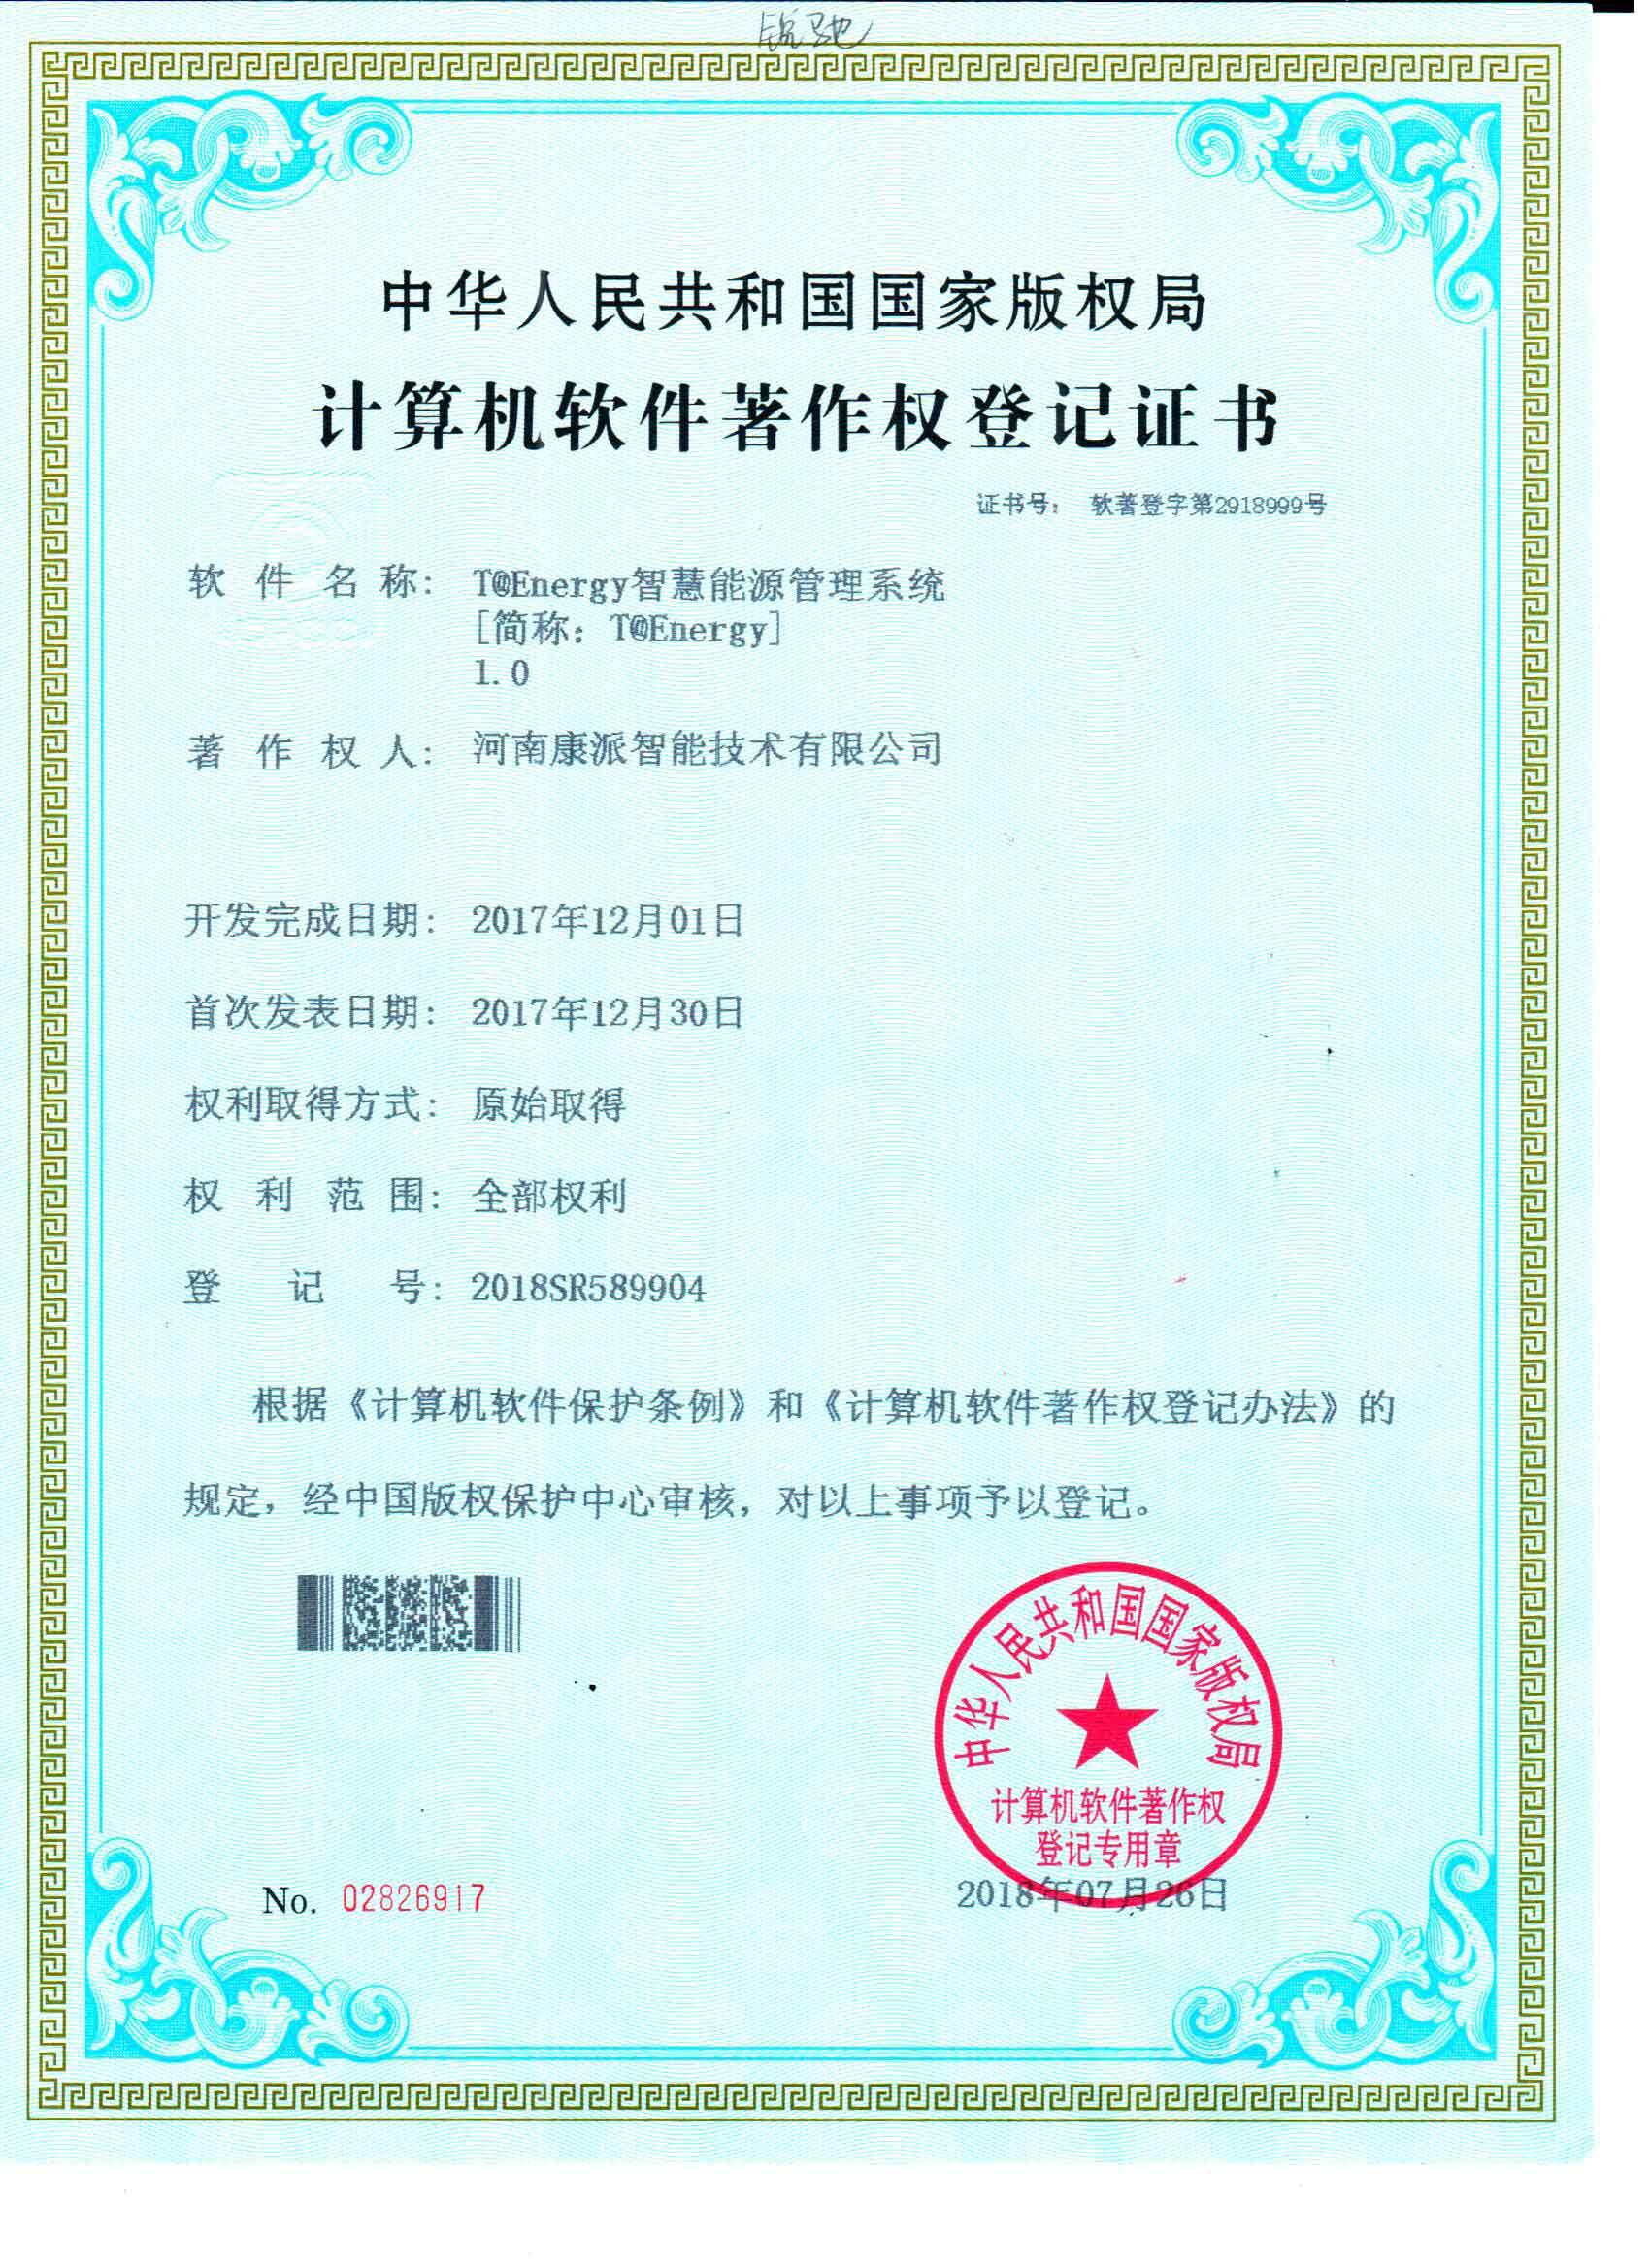 锐驰
中华人民共和国国家版权局
计算机软件著作权登记证书
证书号： 软著登字第2918999号
软件名称： T@Energy智慧能源管理系统
[简称：T@Energy]
1.0
著作权人： 河南康派智能技术有限公司
开发完成日期： 2017年12月01日
首次发表日期： 2017年12月30日
权利取得方式： 原始取得
权利范围： 全部权利
登记号： 2018SR589904
根据《计算机软件保护条例》和《计算机软件著作权登记办法》的
规定，经中国版权保护中心审核，对以上事项予以登记。
中华人民共和国国家版权局
计算机软件著作权
登记专用章
No. 02826917
2018年07月26日